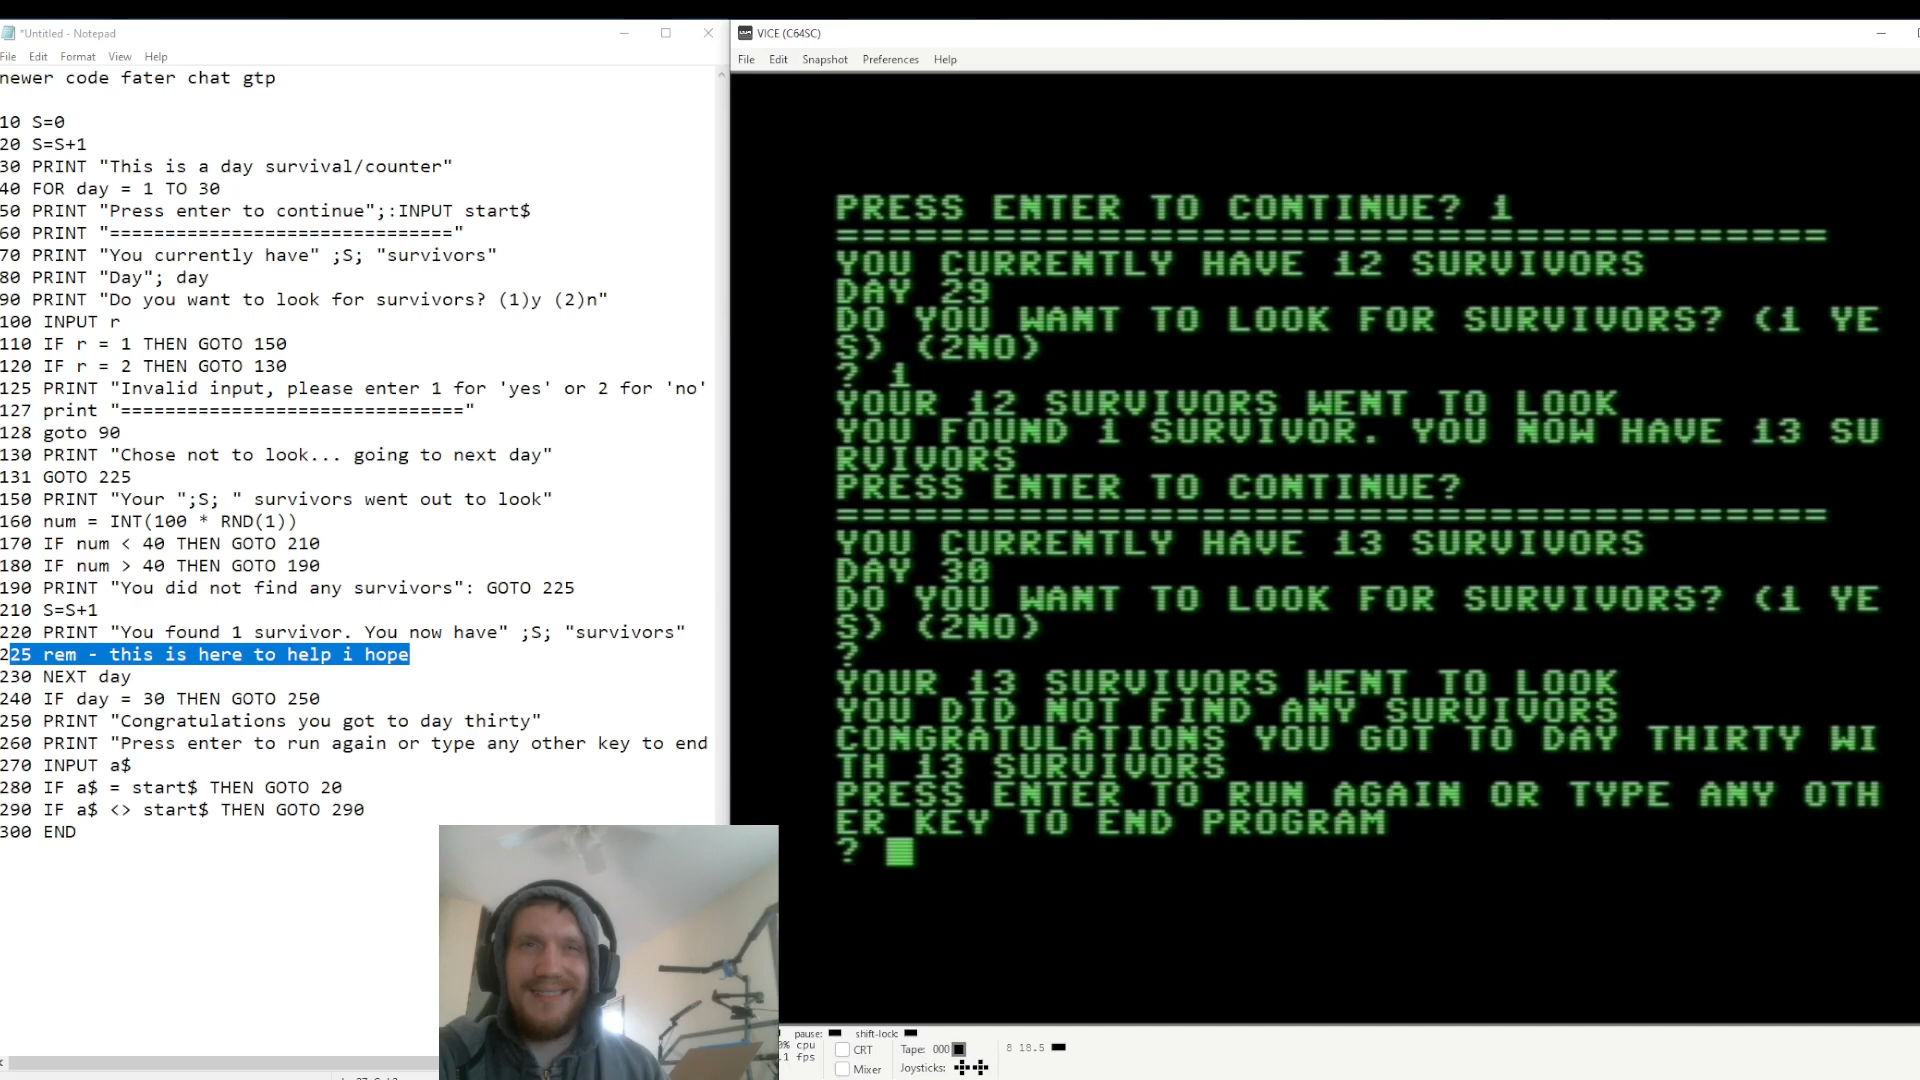 *Untitled - Notepad
File Edit Format View Help
newer code fater chat gtp
10 S=0
20 S=S+1
30 PRINT "This is a day survival/counter"
40 FOR day = 1 TO 30
50 PRINT "Press enter to continue";:INPUT start$
60 PRINT "==============================="
70 PRINT "You currently have" ;S; "survivors"
80 PRINT "Day"; day
90 PRINT "Do you want to look for survivors? (1)y (2)n"
100 INPUT r
110 IF r = 1 THEN GOTO 150
120 IF r = 2 THEN GOTO 130
125 PRINT "Invalid input, please enter 1 for 'yes' or 2 for 'no'
127 print "==============================="
128 goto 90
130 PRINT "Chose not to look... going to next day"
131 GOTO 225
150 PRINT "Your ";S; " survivors went out to look"
160 num = INT(100 * RND(1))
170 IF num < 40 THEN GOTO 210
180 IF num > 40 THEN GOTO 190
190 PRINT "You did not find any survivors": GOTO 225
210 S=S+1
220 PRINT "You found 1 survivor. You now have" ;S; "survivors"
225 rem - this is here to help i hope
230 NEXT day
240 IF day = 30 THEN GOTO 250
250 PRINT "Congratulations you got to day thirty"
260 PRINT "Press enter to run again or type any other key to end
270 INPUT a$
280 IF a$ = start$ THEN GOTO 20
290 IF a$ <> start$ THEN GOTO 290
300 END
VICE (C64SC)
File Edit Snapshot Preferences Help
PRESS ENTER TO CONTINUE? 1
======================================
YOU CURRENTLY HAVE 12 SURVIVORS
DAY 29
DO YOU WANT TO LOOK FOR SURVIVORS? (1 YE
S) (2NO)
? 1
YOUR 12 SURVIVORS WENT TO LOOK
YOU FOUND 1 SURVIVOR. YOU NOW HAVE 13 SU
RVIVORS
PRESS ENTER TO CONTINUE?
======================================
YOU CURRENTLY HAVE 13 SURVIVORS
DAY 30
DO YOU WANT TO LOOK FOR SURVIVORS? (1 YE
S) (2NO)
?
YOUR 13 SURVIVORS WENT TO LOOK
YOU DID NOT FIND ANY SURVIVORS
CONGRATULATIONS YOU GOT TO DAY THIRTY WI
TH 13 SURVIVORS
PRESS ENTER TO RUN AGAIN OR TYPE ANY OTH
ER KEY TO END PROGRAM
?
pause: shift-lock:
% cpu
fps
CRT
Mixer
Tape: 000
Joysticks:
8 18.5